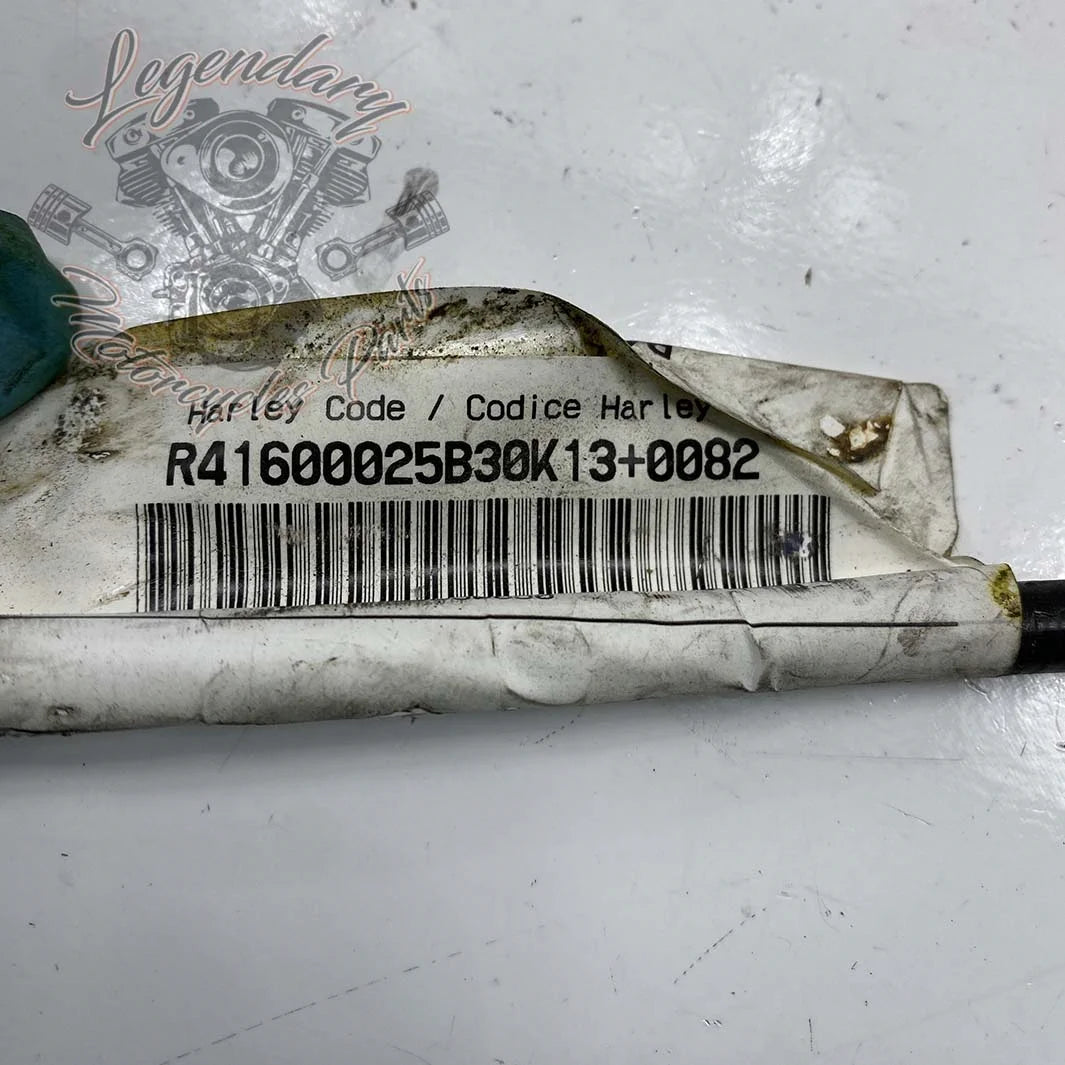 Legendary
Motorcycles Parts
Harley Code / Codice Harley
R41600025B30K13+0082